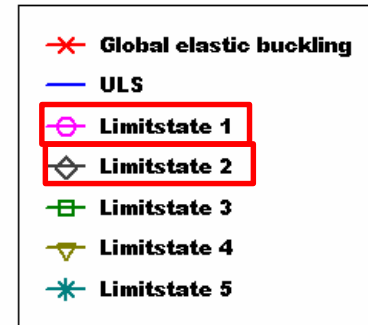 Global elastic buckling
ULS
Limitstate 1
Limitstate 2
Limitstate 3
Limitstate 4
Limitstate 5